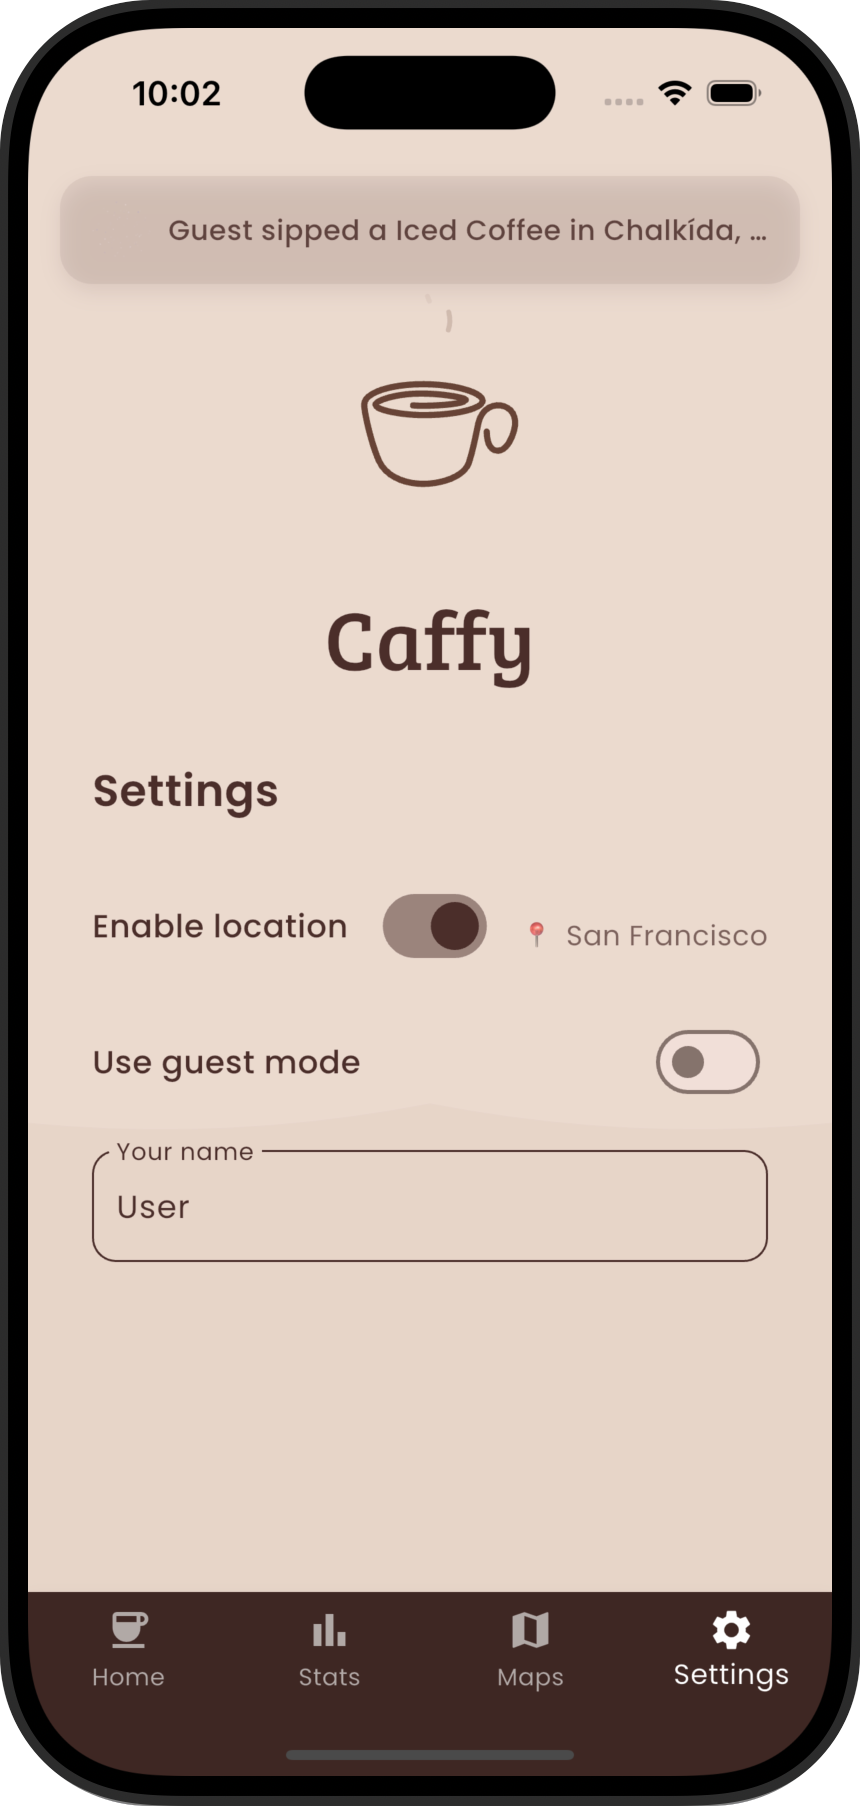 10:02
Guest sipped a Iced Coffee in Chalkída, ...
Caffy
Settings
Enable location
San Francisco
Use guest mode
Your name
User
Home
Stats
Maps
Settings